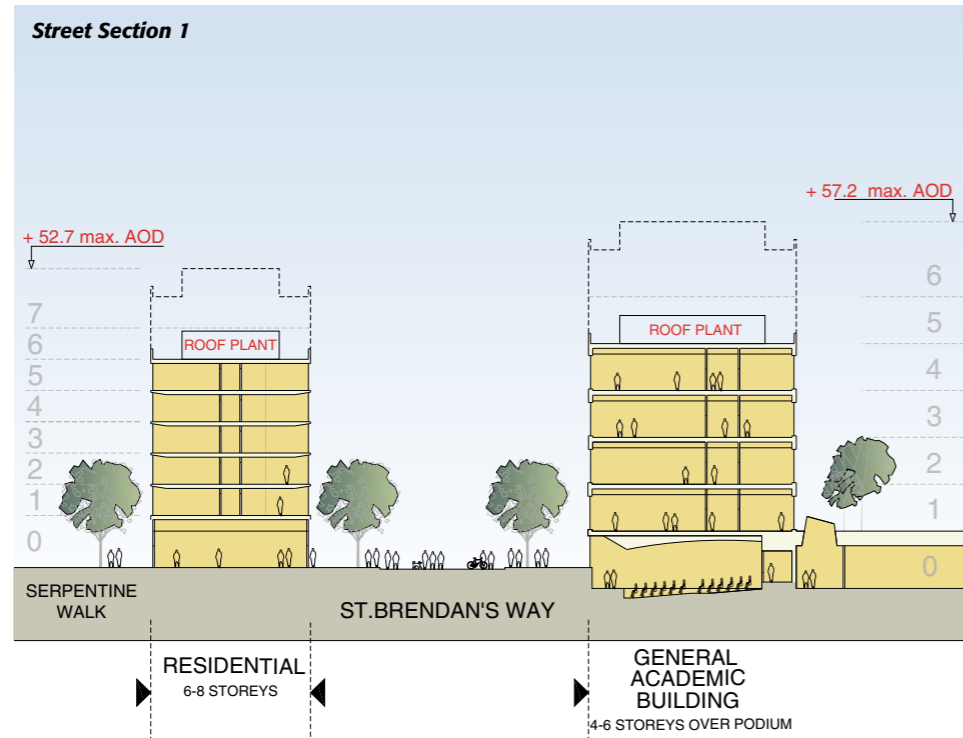 Street Section 1
+ 57.2 max. AOD
+ 52.7 max. AOD
7
6
5
4
3
2
1
0
ROOF PLANT
ROOF PLANT
6
5
4
3
2
1
0
SERPENTINE
WALK
ST.BRENDAN'S WAY
RESIDENTIAL
6-8 STOREYS
GENERAL
ACADEMIC
BUILDING
4-6 STOREYS OVER PODIUM